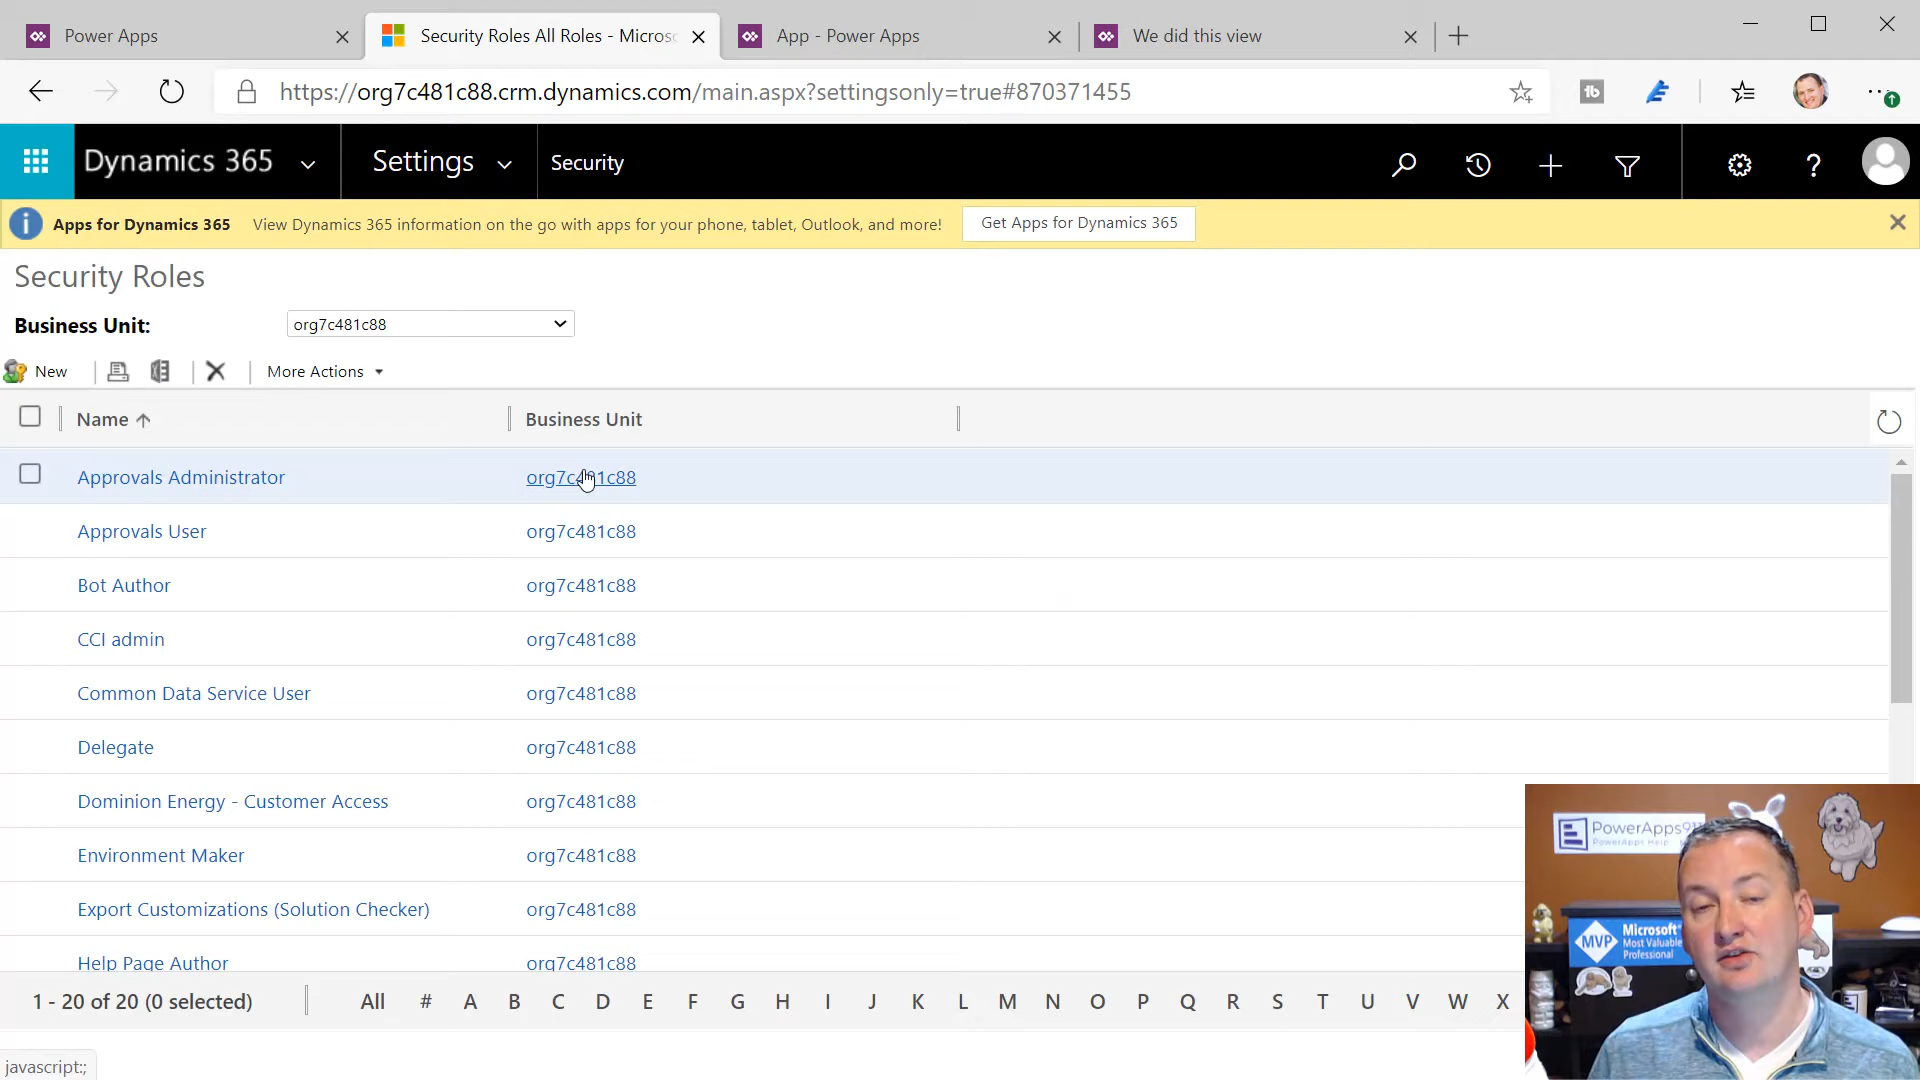 Power Apps
Security Roles All Roles - Micros
App - Power Apps
We did this view
https://org7c481c88.crm.dynamics.com/main.aspx?settingsonly=true#870371455
Dynamics 365
Settings
Security
Apps for Dynamics 365 View Dynamics 365 information on the go with apps for your phone, tablet, Outlook, and more! Get Apps for Dynamics 365
Security Roles
Business Unit: org7c481c88
New More Actions
Name Business Unit
Approvals Administrator org7c481c88
Approvals User org7c481c88
Bot Author org7c481c88
CCI admin org7c481c88
Common Data Service User org7c481c88
Delegate org7c481c88
Dominion Energy - Customer Access org7c481c88
Environment Maker org7c481c88
Export Customizations (Solution Checker) org7c481c88
Help Page Author org7c481c88
1 - 20 of 20 (0 selected) All # A B C D E F G H I J K L M N O P Q R S T U V W X
javascript:;
PowerApps911
PowerApps Help
MVP
Microsoft
Most Valuable
Professional